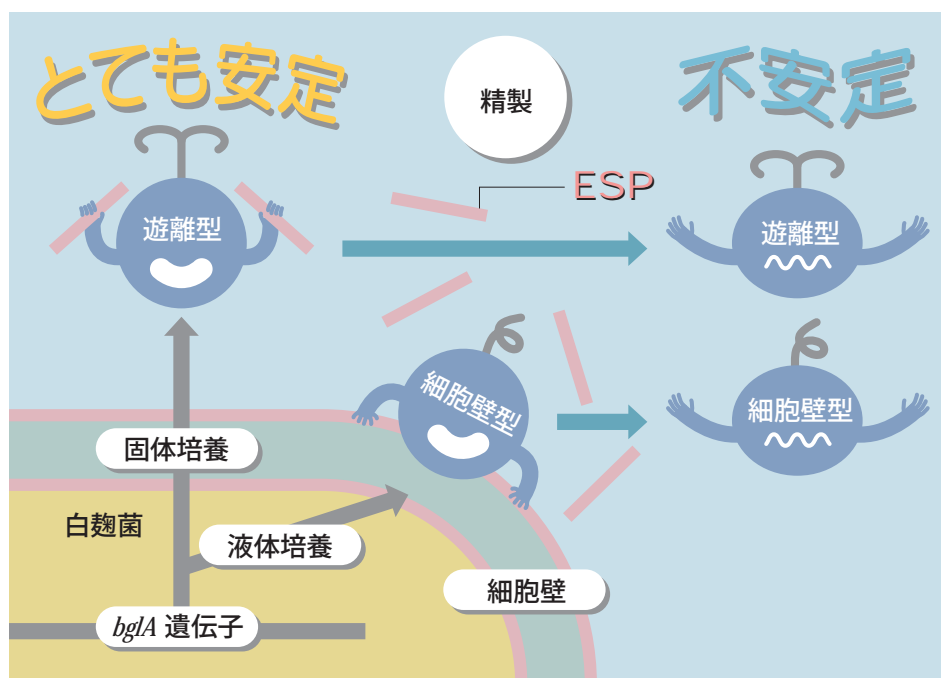 とても安定
精製
不安定
ESP
遊離型
遊離型
細胞壁型
細胞壁型
固体培養
白麹菌
液体培養
細胞壁
bglA 遺伝子